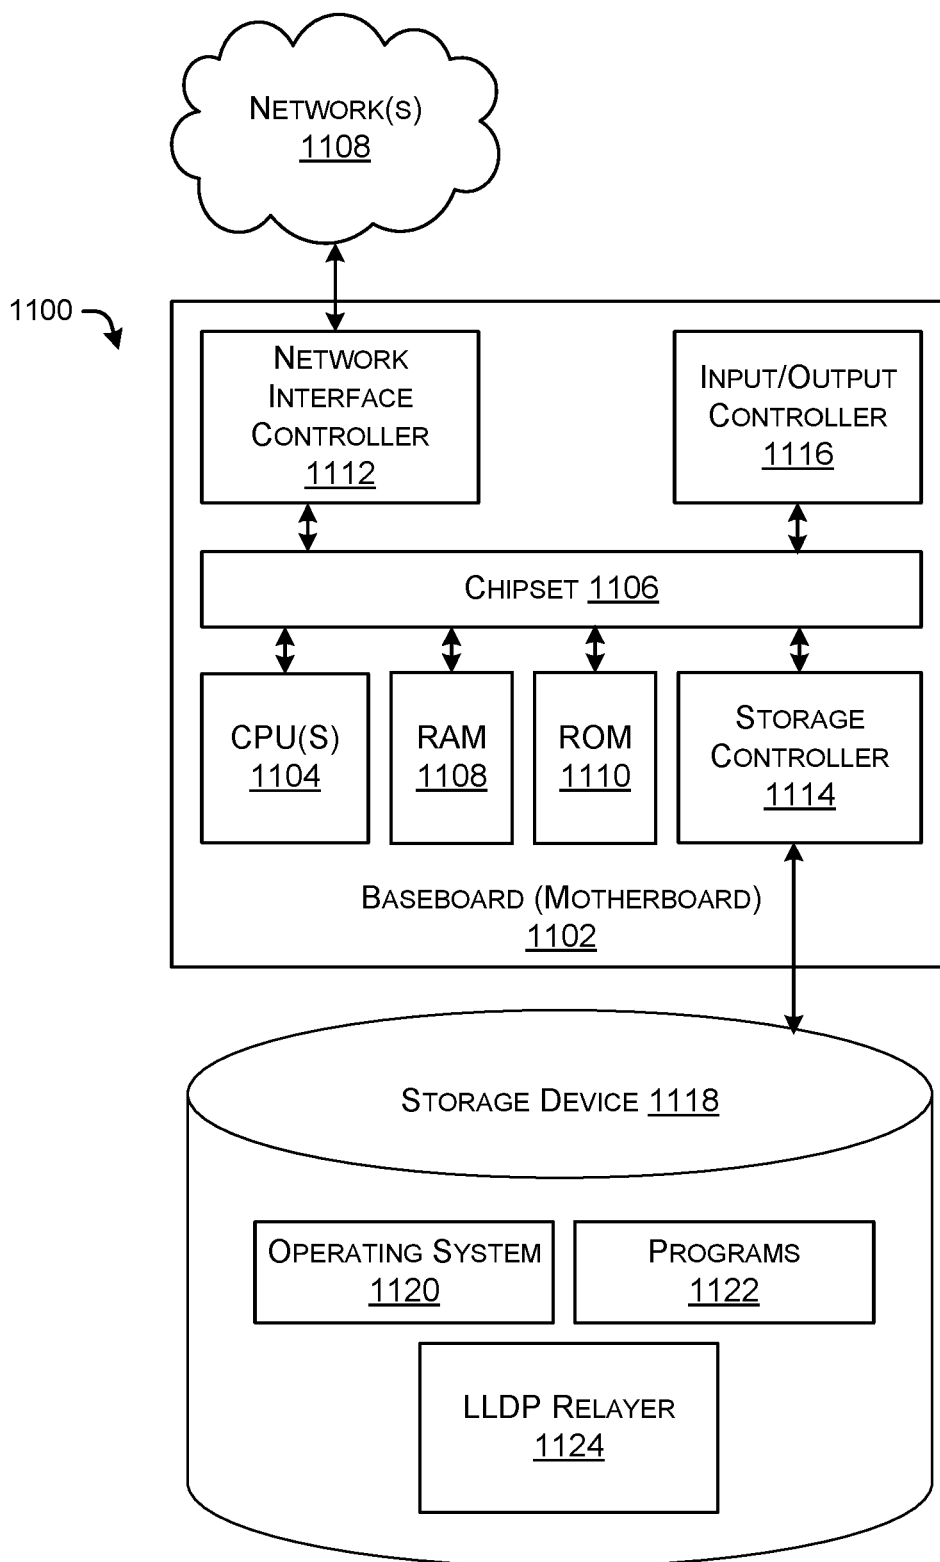 NETWORK(S)
1108
1100
NETWORK
INTERFACE
CONTROLLER
1112
INPUT/OUTPUT
CONTROLLER
1116
CHIPSET 1106
CPU(S)
1104
RAM
1108
ROM
1110
STORAGE
CONTROLLER
1114
BASEBOARD (MOTHERBOARD)
1102
STORAGE DEVICE 1118
OPERATING SYSTEM
1120
PROGRAMS
1122
LLDP RELAYER
1124